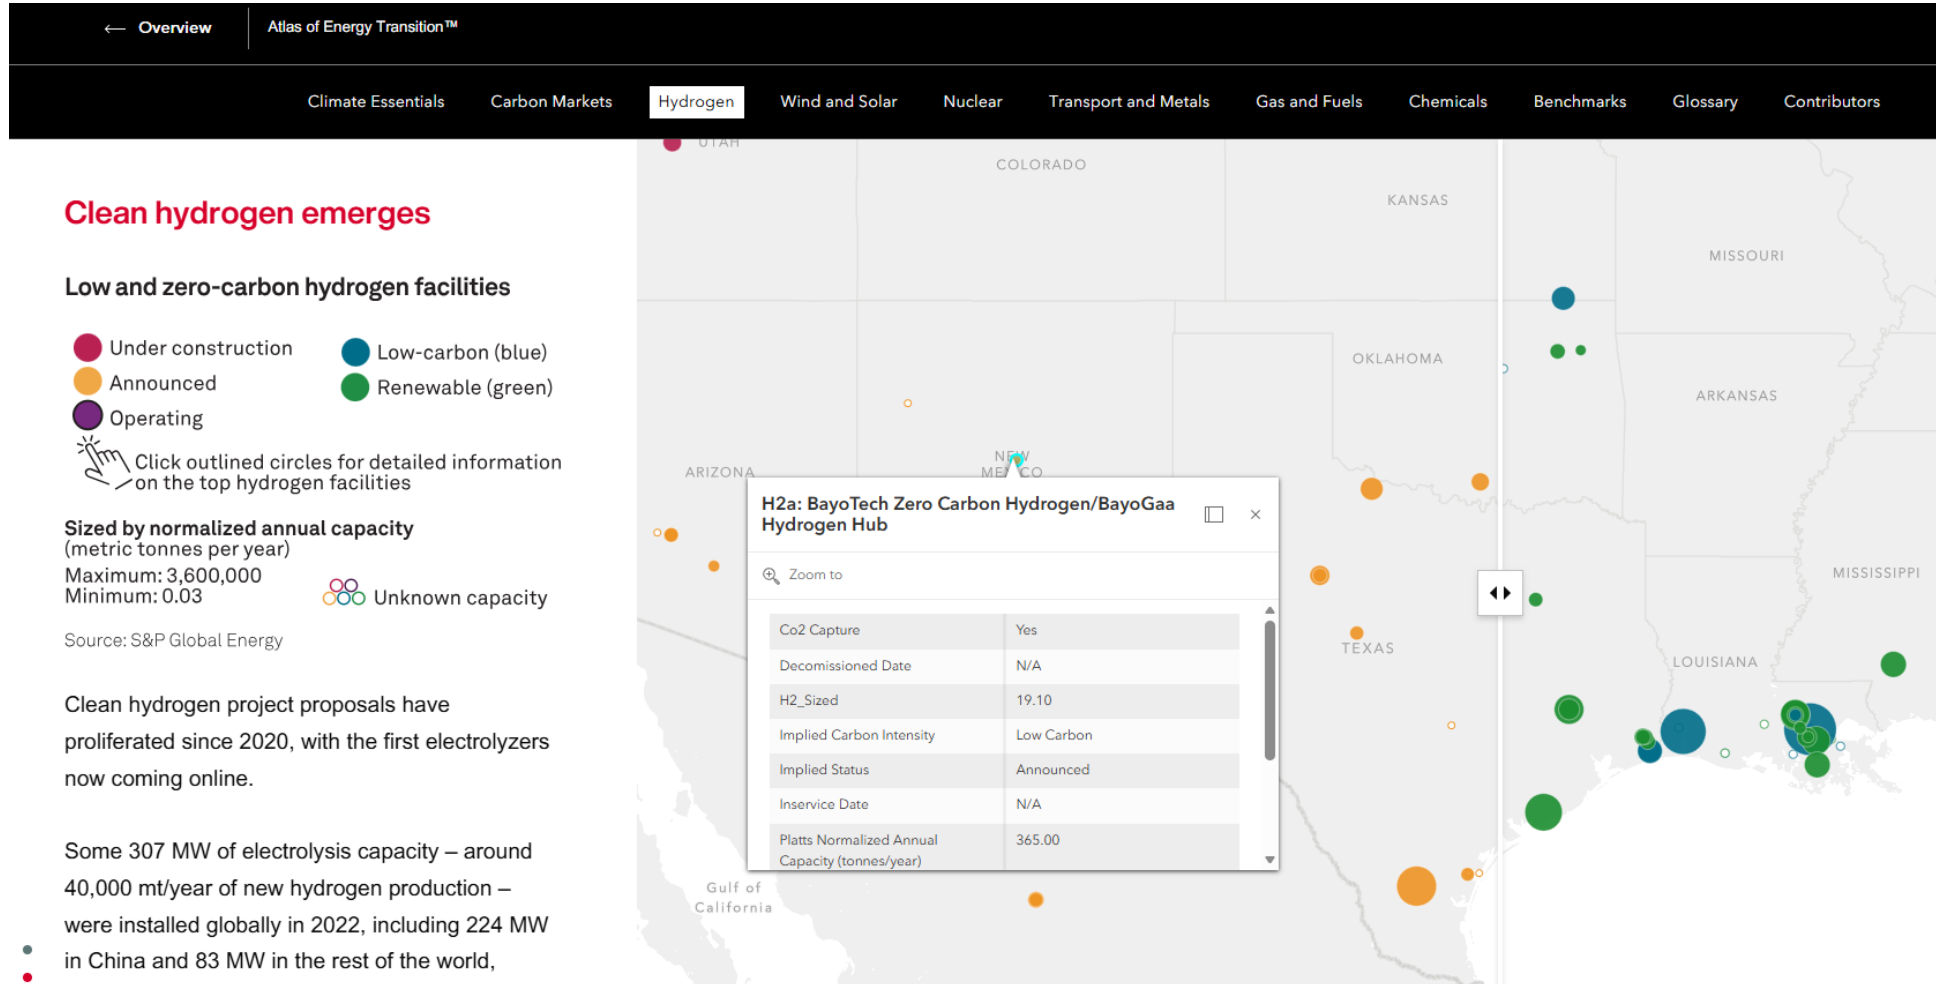 ← Overview
Atlas of Energy Transition™
Climate Essentials
Carbon Markets
Hydrogen
Wind and Solar
Nuclear
Transport and Metals
Gas and Fuels
Chemicals
Benchmarks
Glossary
Contributors
Clean hydrogen emerges
Low and zero-carbon hydrogen facilities
Under construction
Announced
Operating
Low-carbon (blue)
Renewable (green)
Click outlined circles for detailed information
on the top hydrogen facilities
Sized by normalized annual capacity
(metric tonnes per year)
Maximum: 3,600,000
Minimum: 0.03
Unknown capacity
Source: S&P Global Energy
Clean hydrogen project proposals have
proliferated since 2020, with the first electrolyzers
now coming online.
Some 307 MW of electrolysis capacity – around
40,000 mt/year of new hydrogen production –
were installed globally in 2022, including 224 MW
in China and 83 MW in the rest of the world,
UTAH
COLORADO
KANSAS
MISSOURI
OKLAHOMA
ARKANSAS
ARIZONA
NEW
MEXICO
MISSISSIPPI
TEXAS
LOUISIANA
Gulf of
California
H2a: BayoTech Zero Carbon Hydrogen/BayoGaa
Hydrogen Hub
Zoom to
Co2 Capture Yes
Decomissioned Date N/A
H2_Sized 19.10
Implied Carbon Intensity Low Carbon
Implied Status Announced
Inservice Date N/A
Platts Normalized Annual 365.00
Capacity (tonnes/year)